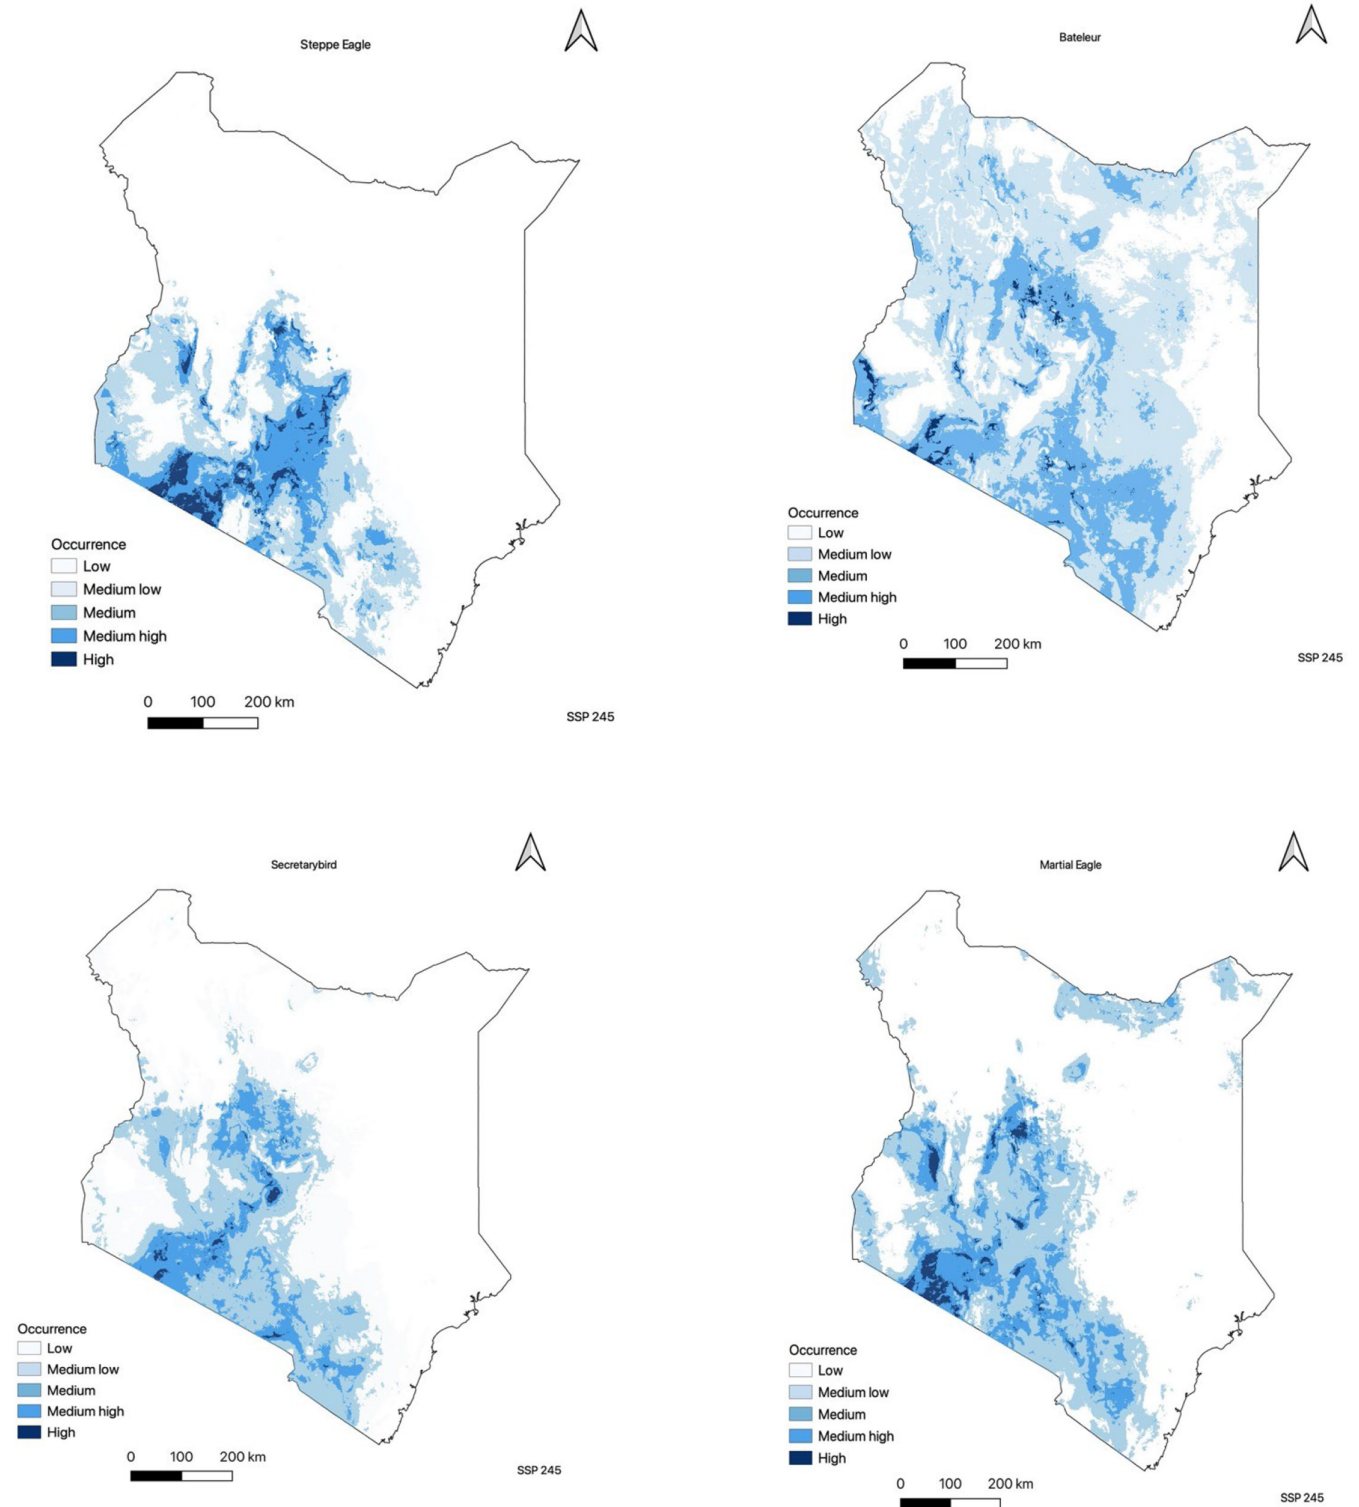 Steppe Eagle
Occurrence
Low
Medium low
Medium
Medium high
High
0 100 200 km
SSP 245
Bateleur
Occurrence
Low
Medium low
Medium
Medium high
High
0 100 200 km
SSP 245
Secretarybird
Occurrence
Low
Medium low
Medium
Medium high
High
0 100 200 km
SSP 245
Martial Eagle
Occurrence
Low
Medium low
Medium
Medium high
High
0 100 200 km
SSP 245